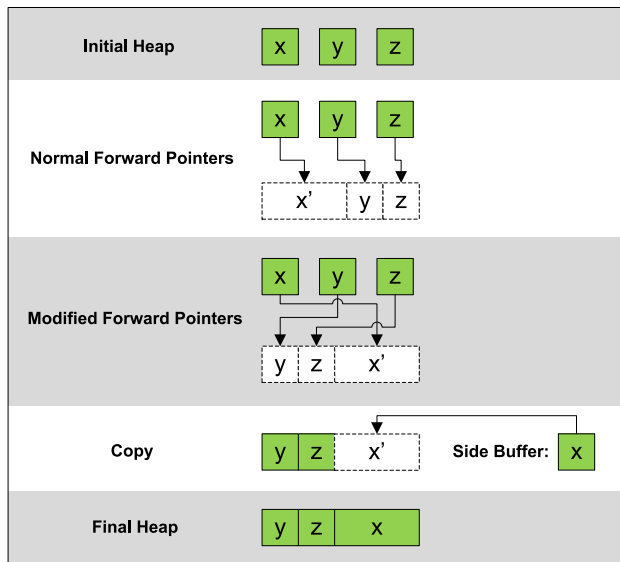 Initial Heap x y z
x y z
Normal Forward Pointers
x' y z
x y z
Modified Forward Pointers
y z x'
Copy y z x' Side Buffer: x
Final Heap y z x